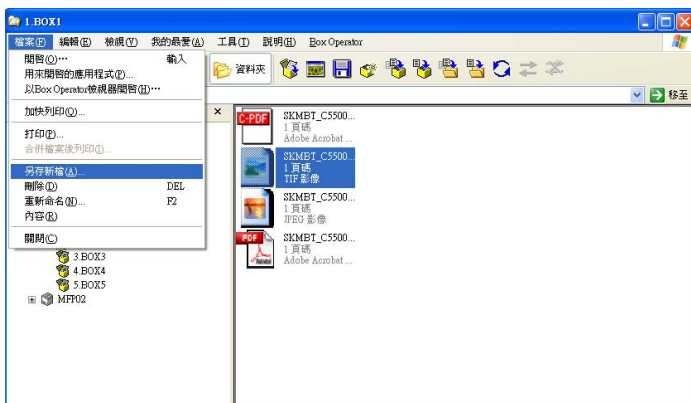 1.BOX1
檔案(F) 編輯(E) 檢視(V) 我的最愛(A) 工具(T) 說明(H) Box Operator
開啓(O)… 輸入
用來開啓的應用程式(P)...
以Box Operator檢視器開啓(H)…
加快列印(Q)...
打印(P)...
合併檔案後列印(I)...
另存新檔(A)...
刪除(D) DEL
重新命名(N)... F2
內容(R)
關閉(C)
資料夾
移至
3.BOX3
4.BOX4
5.BOX5
MFP02
C-PDF
SKMBT_C5500...
1 頁碼
Adobe Acrobat ...
SKMBT_C5500...
1 頁碼
TIF 影像
SKMBT_C5500...
1 頁碼
JPEG 影像
PDF
Adobe
SKMBT_C5500...
1 頁碼
Adobe Acrobat ...